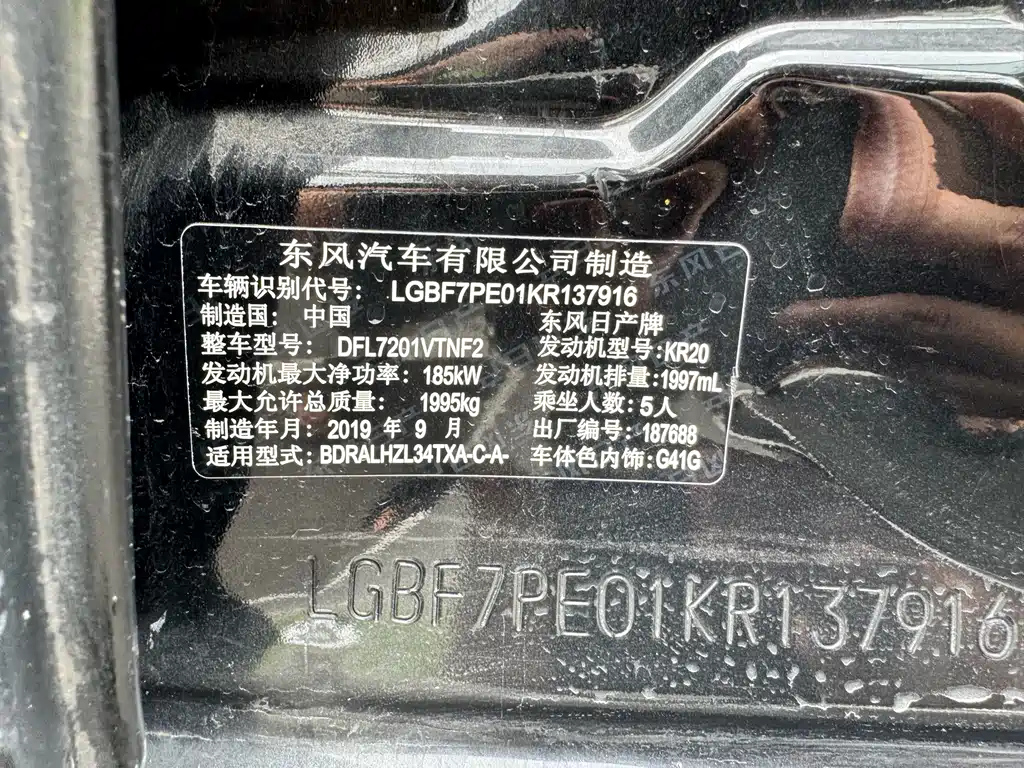 东风汽车有限公司制造
车辆识别代号: LGBF7PE01KR137916
制造国: 中国 东风日产牌
整车型号: DFL7201VTNF2 发动机型号:KR20
发动机最大净功率: 185kW 发动机排量:1997mL
最大允许总质量: 1995kg 乘坐人数: 5人
制造年月: 2019 年 9 月 出厂编号: 187688
适用型式: BDRALHZL34TXA-C-A- 车体色内饰:G41G
LGBF7PE01KR137916